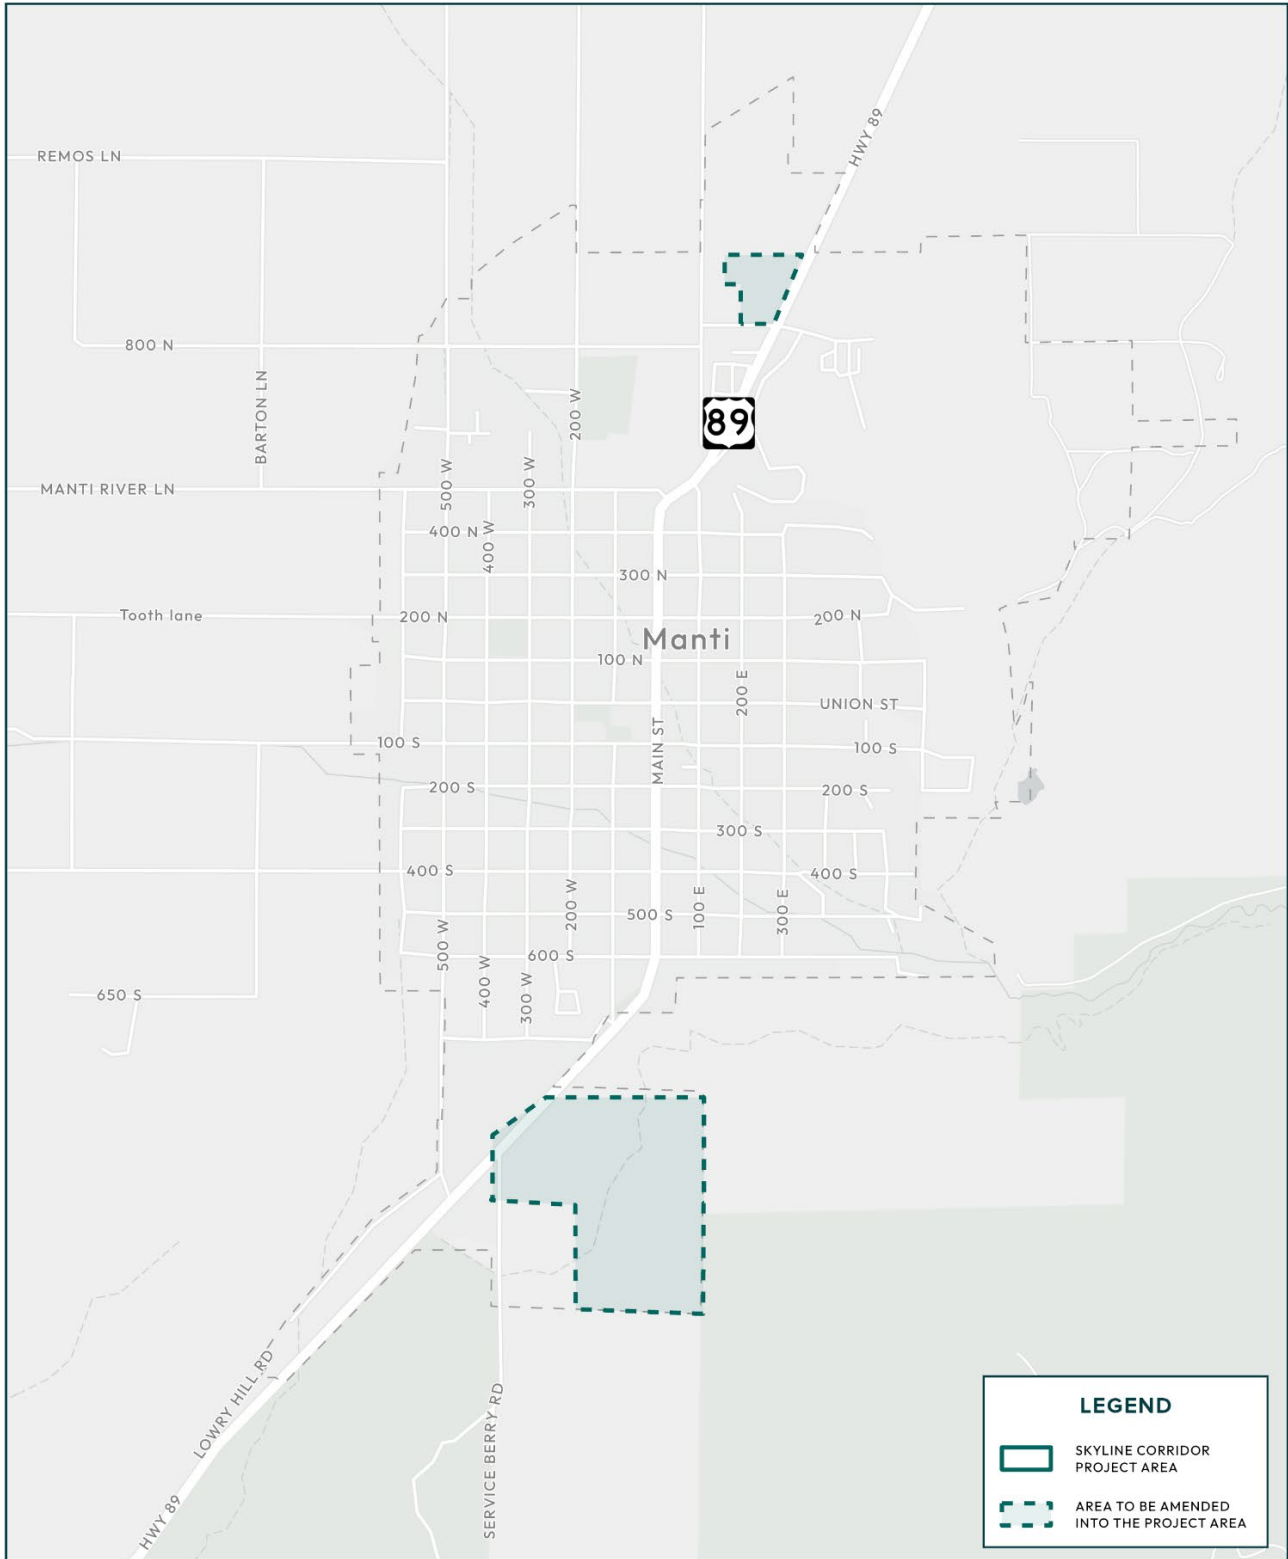 HWY 89
REMOS LN
800 N
BARTON LN
200 W
89
MANTI RIVER LN
500 W
300 W
400 N
400 W
300 N
Tooth lane
200 N
200 N
Manti
100 N
200 E
UNION ST
MAIN ST
100 S
100 S
200 S
200 S
300 S
400 S
400 S
200 W
500 S
100 E
300 E
500 W
600 S
400 W
300 W
650 S
LOWRY HILL RD
SERVICE BERRY RD
HWY 89
LEGEND
SKYLINE CORRIDOR
PROJECT AREA
AREA TO BE AMENDED
INTO THE PROJECT AREA